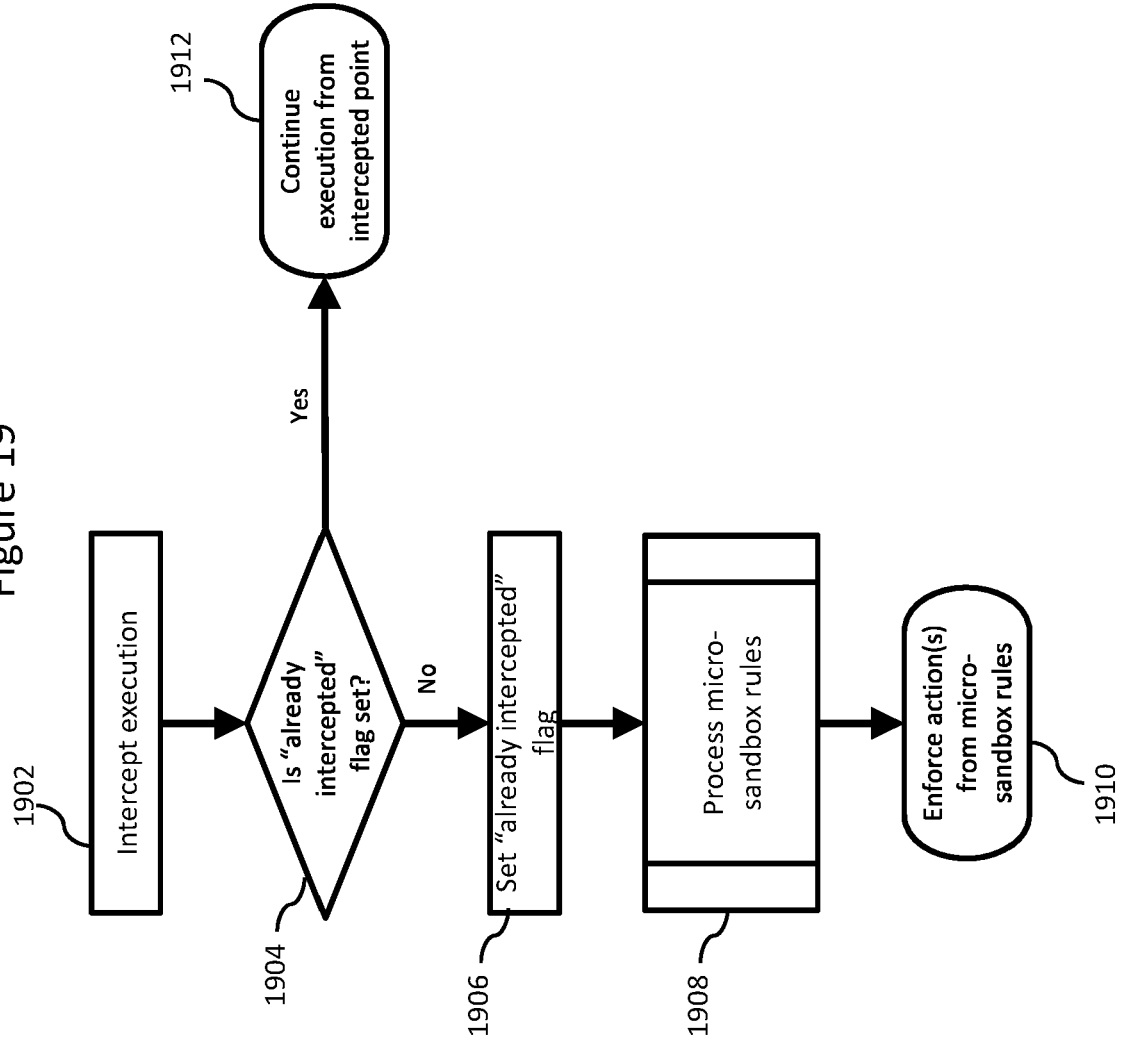 Figure 19
1902
Intercept execution
1904
Is “already
intercepted”
flag set?
Yes
1912
Continue
execution from
intercepted point
No
1906
Set “already intercepted”
flag
1908
Process micro-
sandbox rules
Enforce action(s)
from micro-
sandbox rules
1910